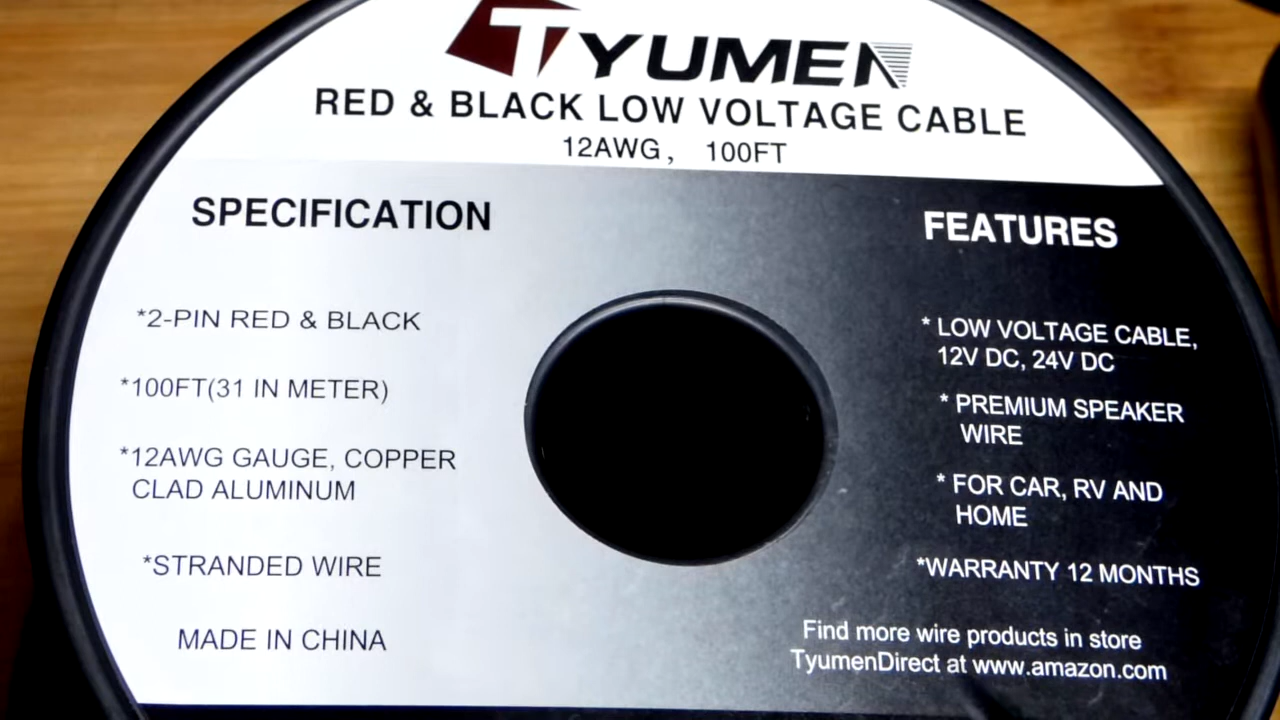 TYUMEN
RED & BLACK LOW VOLTAGE CABLE
12AWG, 100FT
SPECIFICATION
*2-PIN RED & BLACK
*100FT(31 IN METER)
*12AWG GAUGE, COPPER
CLAD ALUMINUM
*STRANDED WIRE
MADE IN CHINA
FEATURES
* LOW VOLTAGE CABLE,
12V DC, 24V DC
* PREMIUM SPEAKER
WIRE
* FOR CAR, RV AND
HOME
*WARRANTY 12 MONTHS
Find more wire products in store
TyumenDirect at www.amazon.com